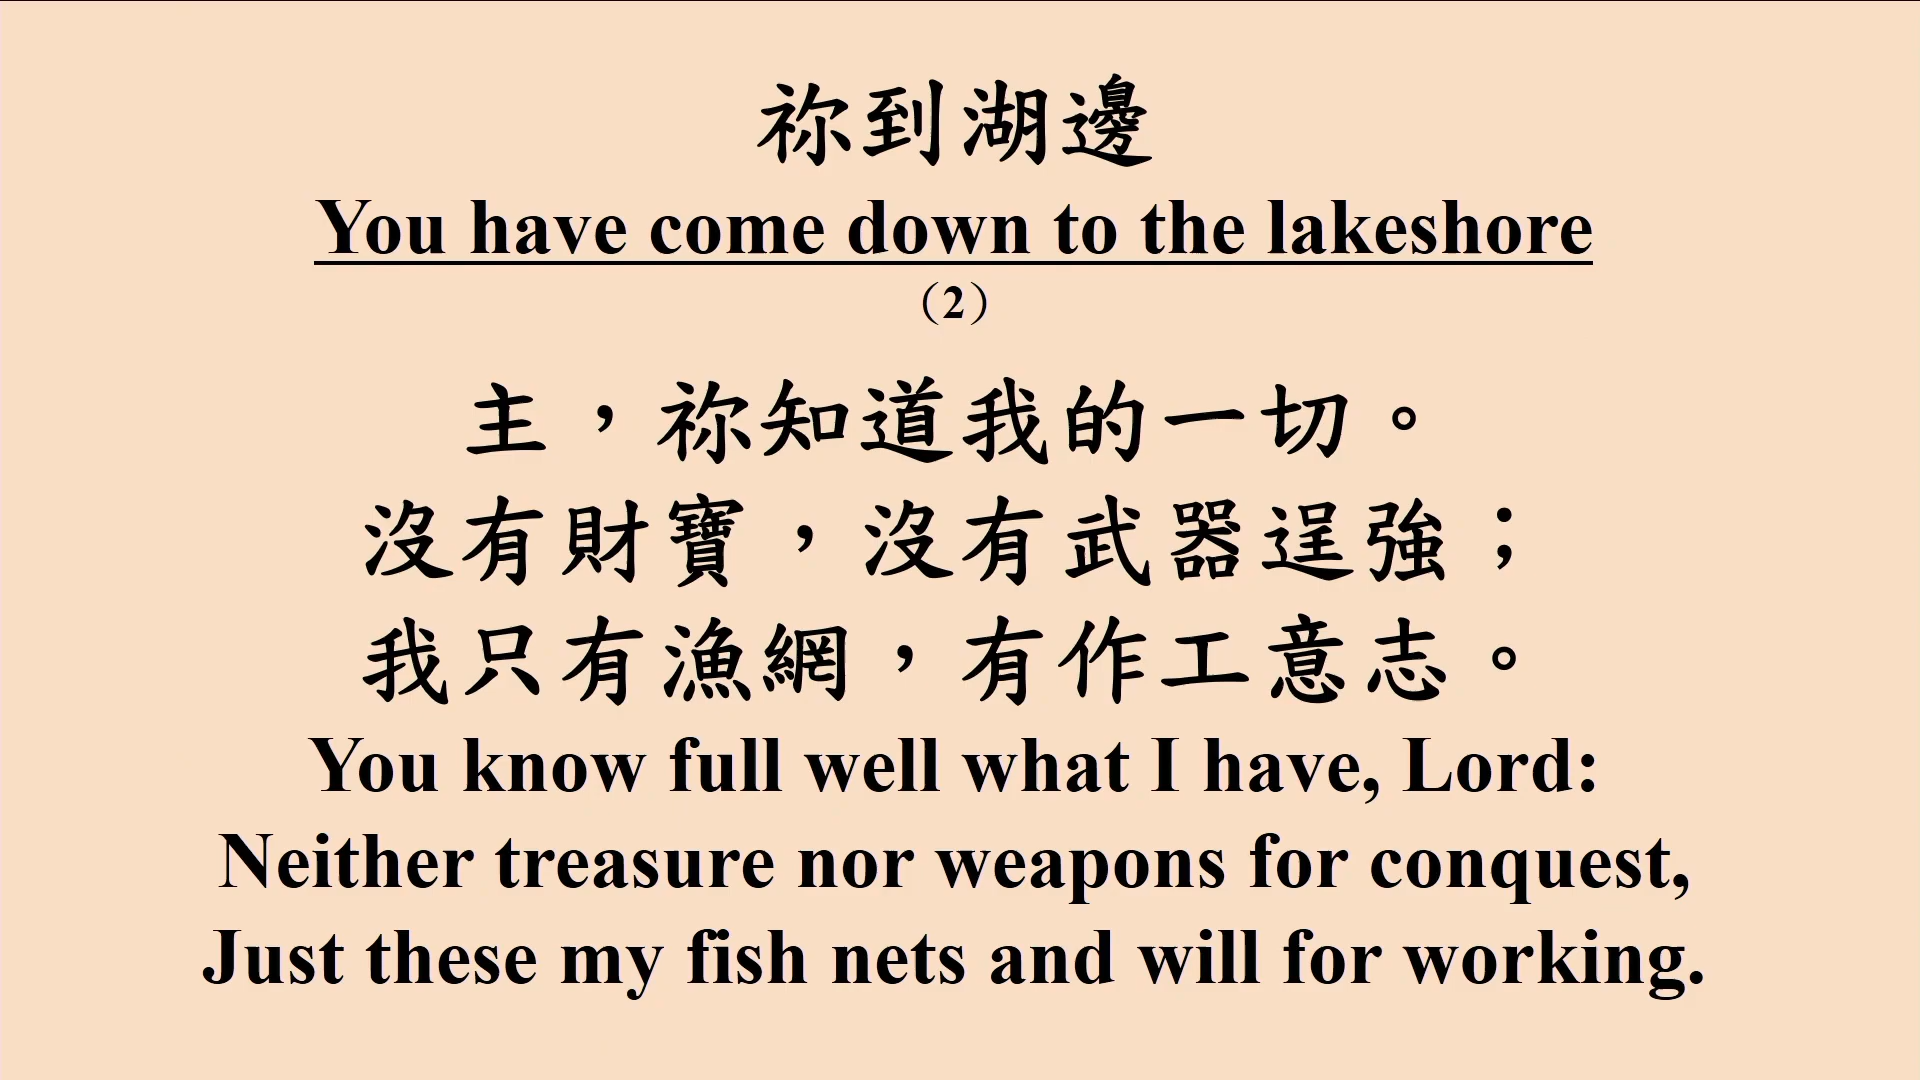 祢到湖邊
You have come down to the lakeshore
（2）
主，祢知道我的一切。
沒有財寶，沒有武器逞強；
我只有漁網，有作工意志。
You know full well what I have, Lord:
Neither treasure nor weapons for conquest,
Just these my fish nets and will for working.